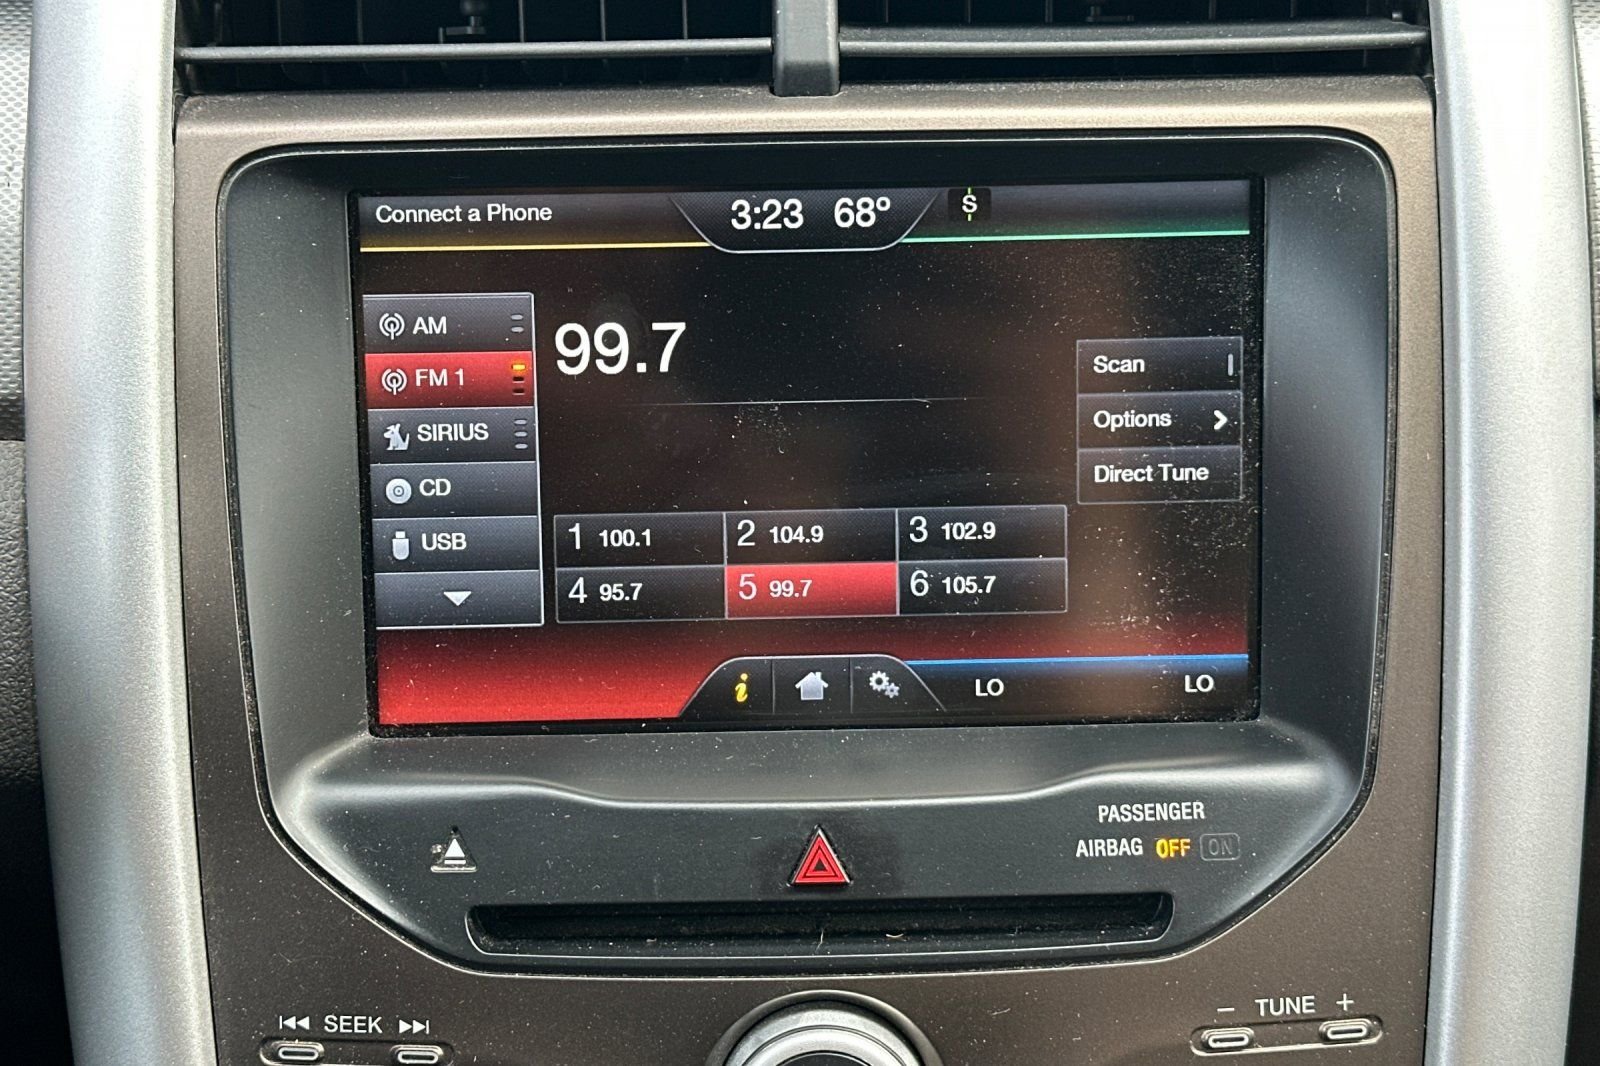 Connect a Phone 3:23 68° S
AM
FM 1
SIRIUS
CD
USB
99.7
Scan
Options
Direct Tune
1 100.1 2 104.9 3 102.9
4 95.7 5 99.7 6 105.7
i LO LO
PASSENGER
AIRBAG OFF ON
SEEK
- TUNE +